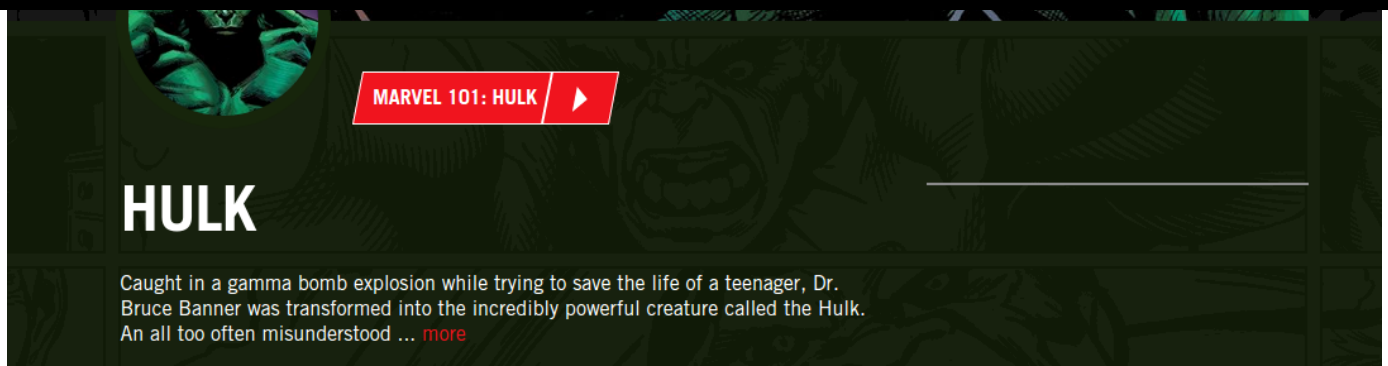 MARVEL 101: HULK
HULK
Caught in a gamma bomb explosion while trying to save the life of a teenager, Dr.
Bruce Banner was transformed into the incredibly powerful creature called the Hulk.
An all too often misunderstood ... more